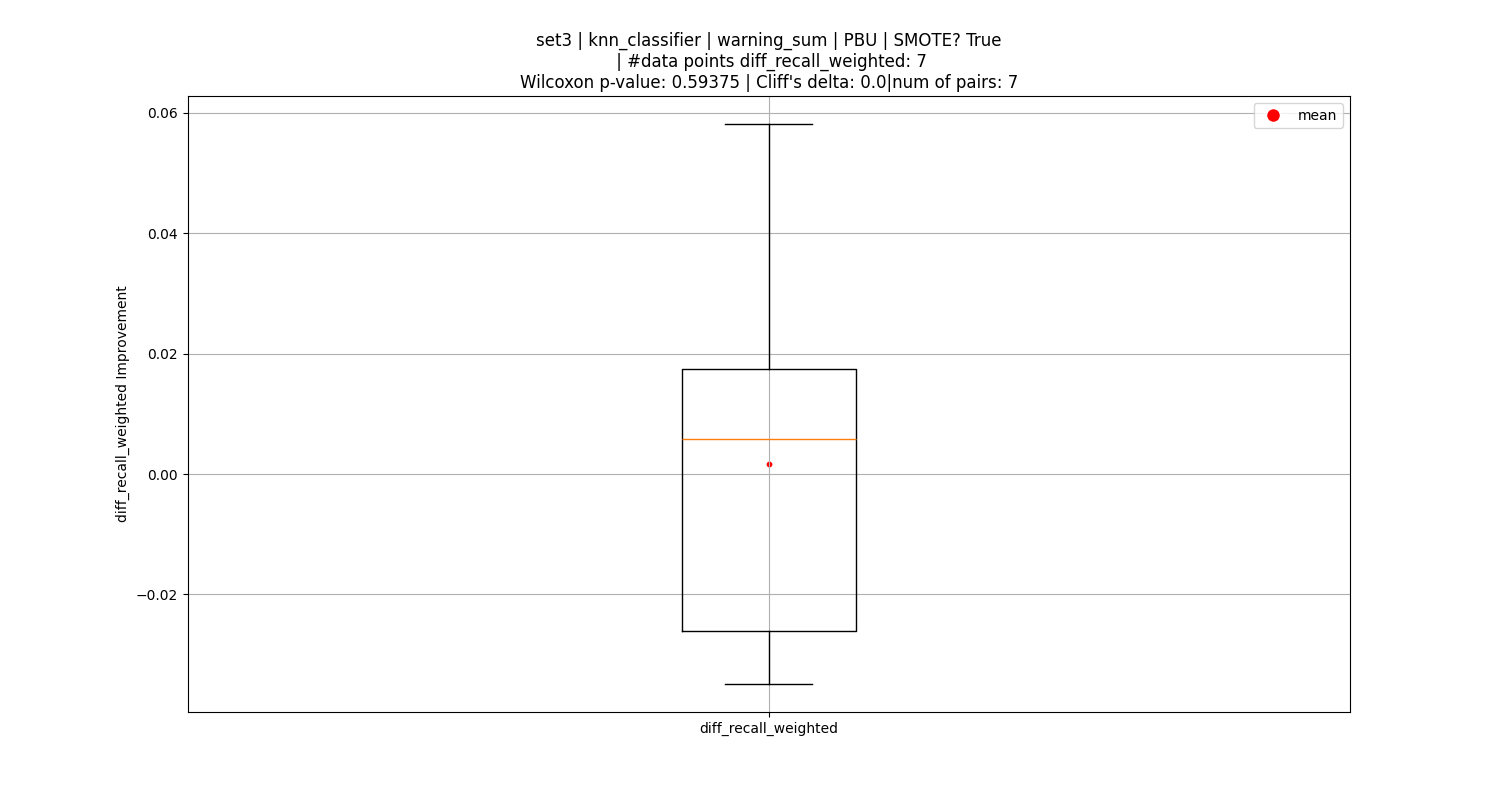 set3 | knn_classifier | warning_sum | PBU | SMOTE? True
| #data points diff_recall_weighted: 7
Wilcoxon p-value: 0.59375 | Cliff's delta: 0.0|num of pairs: 7
mean
0.06
0.04
0.02
0.00
−0.02
diff_recall_weighted Improvement
diff_recall_weighted